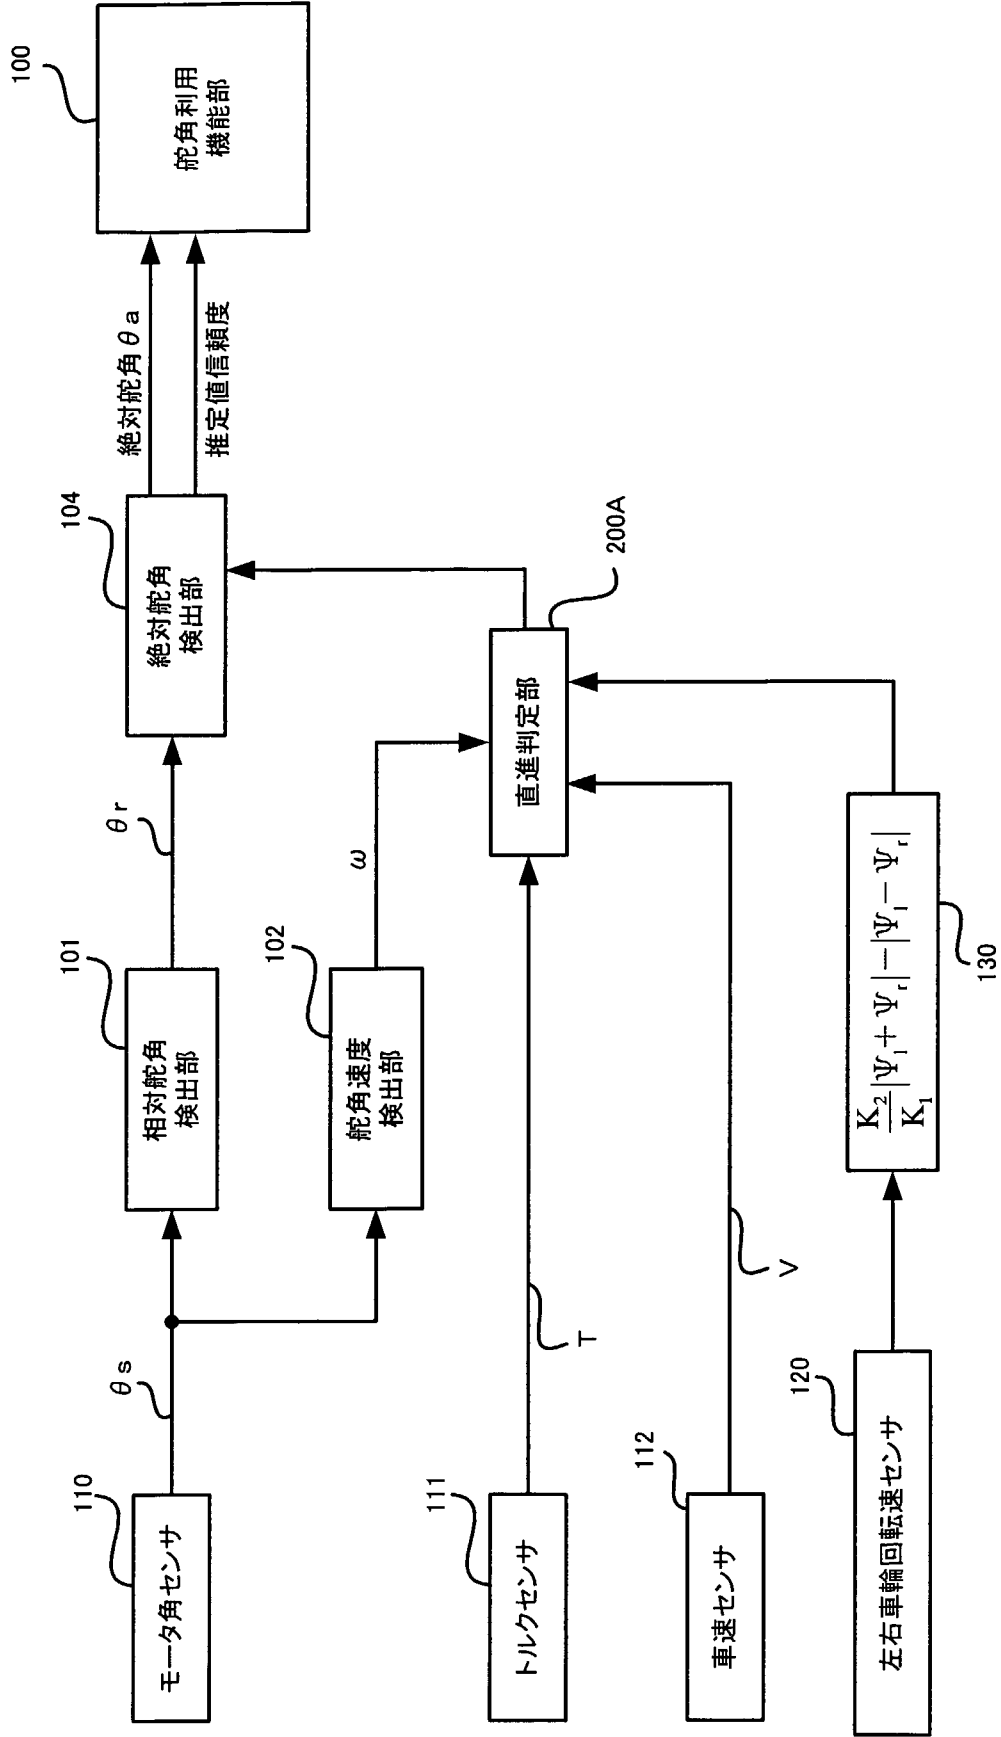 100
舵角利用
機能部
絶対舵角θa
推定値信頼度
104
絶対舵角
検出部
200A
直進判定部
θr
ω
101
相対舵角
検出部
102
舵角速度
検出部
K2/K1|Ψl+Ψr|−|Ψl−Ψr|
130
θs
T
V
110
モータ角センサ
111
トルクセンサ
112
車速センサ
120
左右車輪回転速センサ